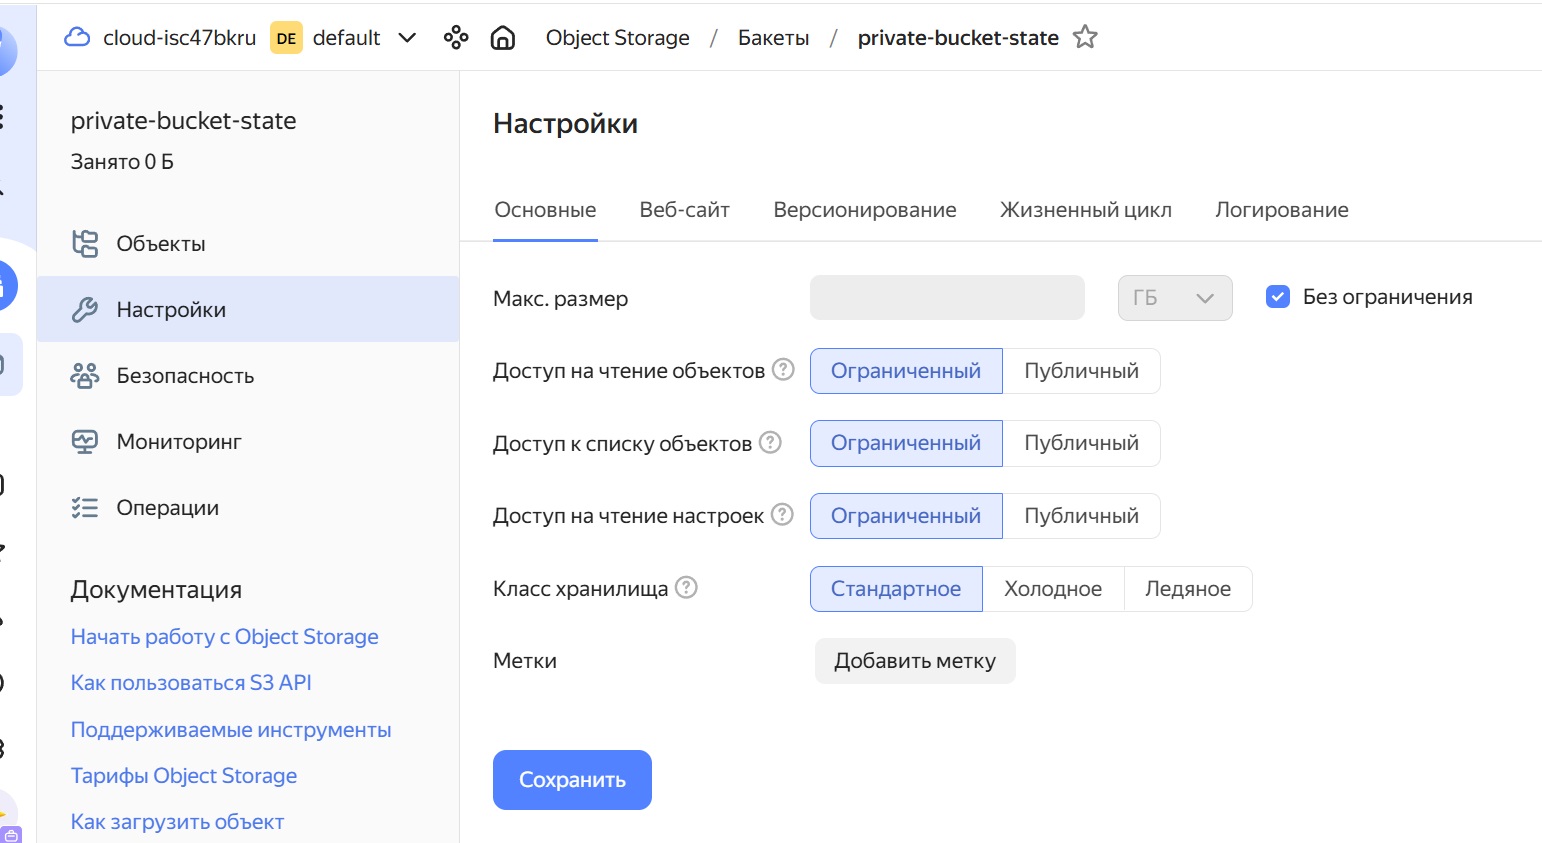 cloud-isc47bkru DE default Object Storage / Бакеты / private-bucket-state
private-bucket-state
Занято 0 Б
Объекты
Настройки
Безопасность
Мониторинг
Операции
Документация
Начать работу с Object Storage
Как пользоваться S3 API
Поддерживаемые инструменты
Тарифы Object Storage
Как загрузить объект
Настройки
Основные Веб-сайт Версионирование Жизненный цикл Логирование
Макс. размер ГБ Без ограничения
Доступ на чтение объектов ? Ограниченный Публичный
Доступ к списку объектов ? Ограниченный Публичный
Доступ на чтение настроек ? Ограниченный Публичный
Класс хранилища ? Стандартное Холодное Ледяное
Метки Добавить метку
Сохранить